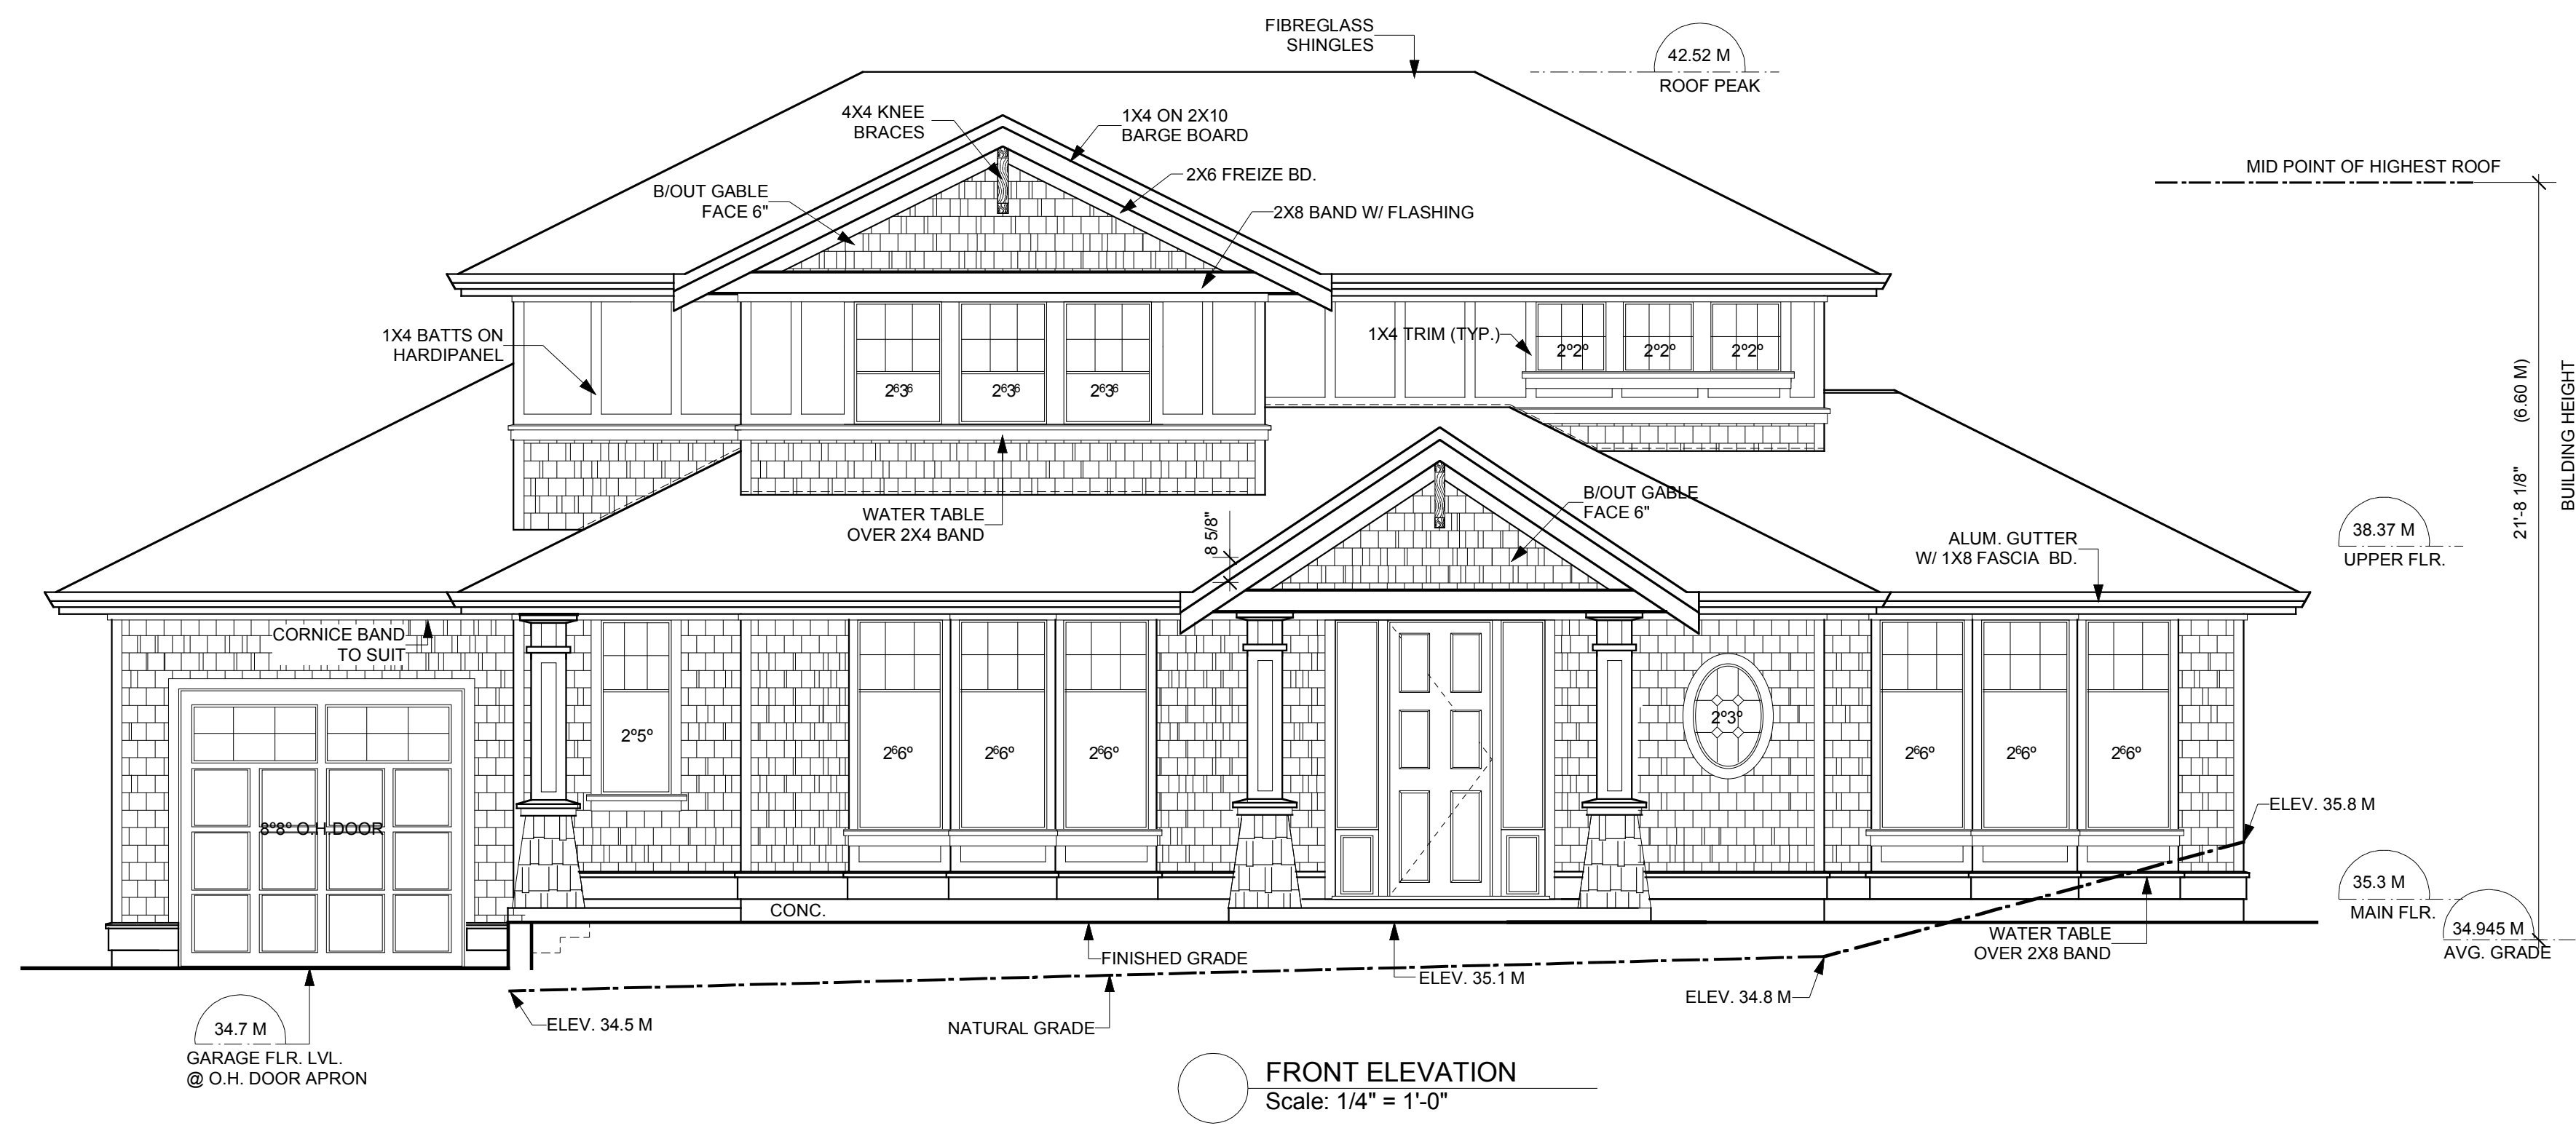 FIBREGLASS
SHINGLES
42.52 M
ROOF PEAK
4X4 KNEE
BRACES
1X4 ON 2X10
BARGE BOARD
MID POINT OF HIGHEST ROOF
2X6 FREIZE BD.
B/OUT GABLE
FACE 6"
2X8 BAND W/ FLASHING
1X4 BATTS ON
HARDIPANEL
1X4 TRIM (TYP.)
2⁰2⁰
2⁰2⁰
2⁰2⁰
2⁶3⁶
2⁶3⁶
2⁶3⁶
21'-8 1/8" (6.60 M)
BUILDING HEIGHT
WATER TABLE
OVER 2X4 BAND
8 5/8"
B/OUT GABLE
FACE 6"
ALUM. GUTTER
W/ 1X8 FASCIA BD.
38.37 M
UPPER FLR.
CORNICE BAND
TO SUIT
2⁰5⁰
2⁶6⁰
2⁶6⁰
2⁶6⁰
2⁰3⁰
2⁶6⁰
2⁶6⁰
2⁶6⁰
8⁰8⁰ O.H.DOOR
ELEV. 35.8 M
35.3 M
MAIN FLR.
CONC.
34.945 M
AVG. GRADE
WATER TABLE
OVER 2X8 BAND
FINISHED GRADE
ELEV. 35.1 M
ELEV. 34.8 M
ELEV. 34.5 M
NATURAL GRADE
34.7 M
GARAGE FLR. LVL.
@ O.H. DOOR APRON
FRONT ELEVATION
Scale: 1/4" = 1'-0"